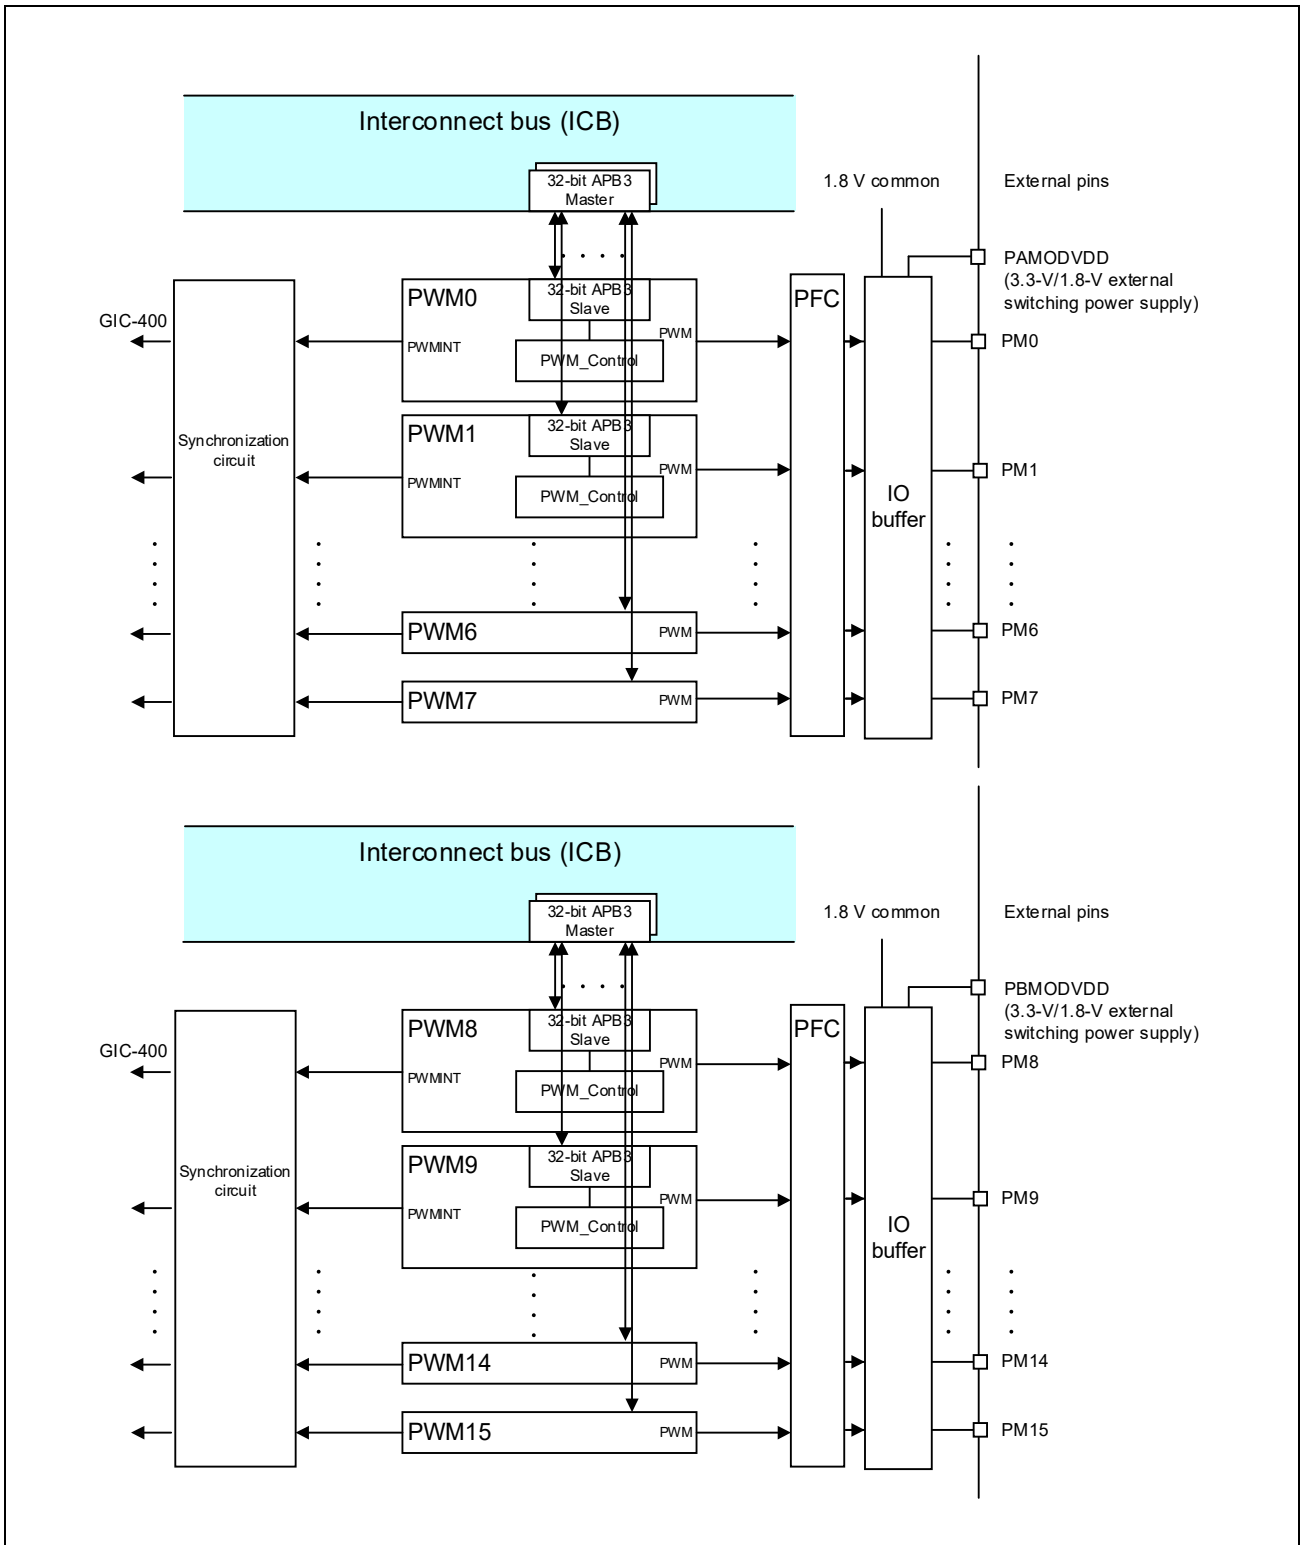 Interconnect bus (ICB)
32-bit APB3
Master
1.8 V common
External pins
PAMODVDD
(3.3-V/1.8-V external
switching power supply)
GIC-400
Synchronization
circuit
PWM0
32-bit APB3
Slave
PWMINT
PWM
PWM_Control
PFC
IO
buffer
PM0
PWM1
32-bit APB3
Slave
PWMINT
PWM
PWM_Control
PM1
PWM6
PWM
PM6
PWM7
PWM
PM7
Interconnect bus (ICB)
32-bit APB3
Master
1.8 V common
External pins
PBMODVDD
(3.3-V/1.8-V external
switching power supply)
GIC-400
Synchronization
circuit
PWM8
32-bit APB3
Slave
PWMINT
PWM
PWM_Control
PFC
IO
buffer
PM8
PWM9
32-bit APB3
Slave
PWMINT
PWM
PWM_Control
PM9
PWM14
PWM
PM14
PWM15
PWM
PM15